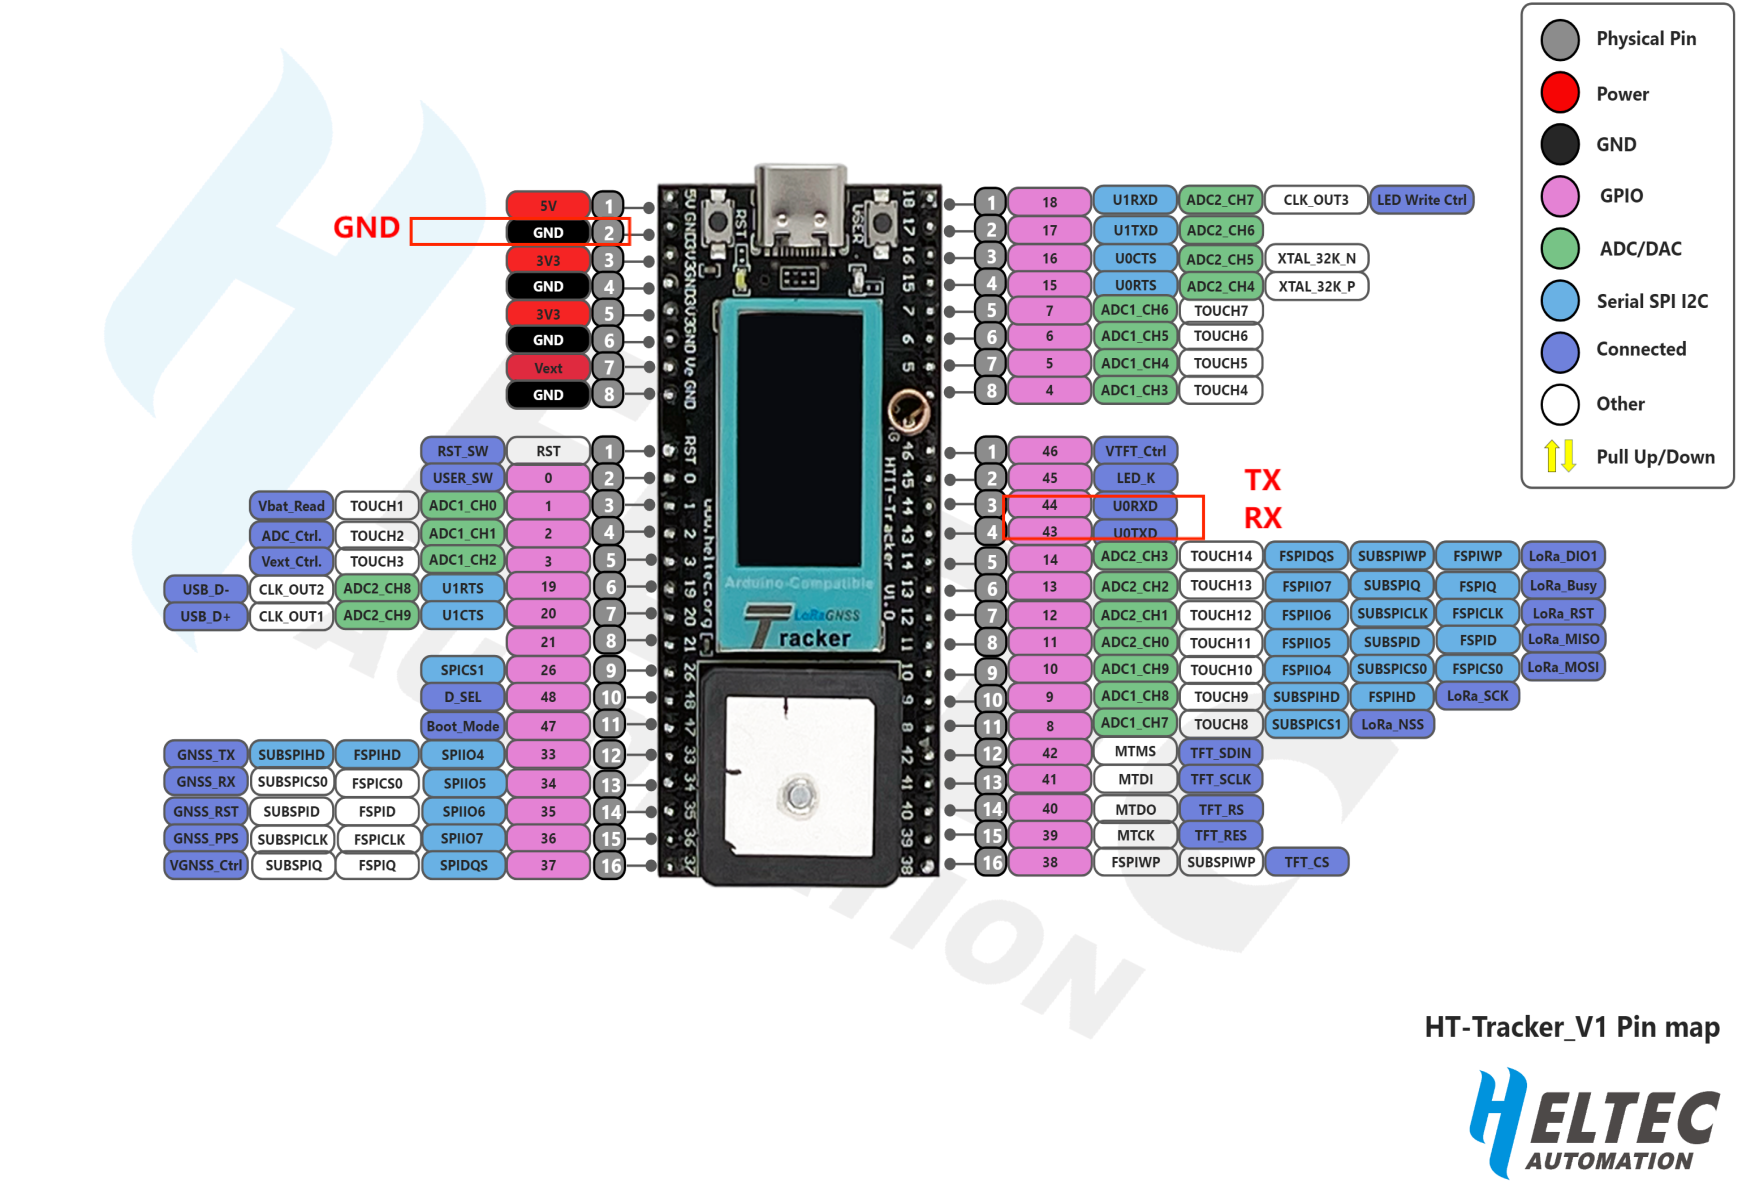 Physical Pin
Power
GND
GPIO
ADC/DAC
Serial SPI I2C
Connected
Other
Pull Up/Down
GND
5V 1
GND 2
3V3 3
GND 4
3V3 5
GND 6
Vext 7
GND 8
RST_SW RST 1
USER_SW 0 2
Vbat_Read TOUCH1 ADC1_CH0 1 3
ADC_Ctrl. TOUCH2 ADC1_CH1 2 4
Vext_Ctrl. TOUCH3 ADC1_CH2 3 5
USB_D- CLK_OUT2 ADC2_CH8 U1RTS 19 6
USB_D+ CLK_OUT1 ADC2_CH9 U1CTS 20 7
21 8
SPICS1 26 9
D_SEL 48 10
Boot_Mode 47 11
GNSS_TX SUBSPIHD FSPIHD SPIIO4 33 12
GNSS_RX SUBSPICS0 FSPICS0 SPIIO5 34 13
GNSS_RST SUBSPID FSPID SPIIO6 35 14
GNSS_PPS SUBSPICLK FSPICLK SPIIO7 36 15
VGNSS_Ctrl SUBSPIQ FSPIQ SPIDQS 37 16
5V GND 3V3 GND 3V3 GND Ve GND
RST 0 1 2 3 19 20 21 26 48 47 33 34 35 36 37
RST
USER
18 17 16 15 7 6 5
46 45 44 43 14 13 12 11 10 9 8 42 41 40 39 38
www.heltec.org
HTIT-Tracker V1.0
Arduino-Compatible
LoRaGNSS
Tracker
1 18 U1RXD ADC2_CH7 CLK_OUT3 LED Write Ctrl
2 17 U1TXD ADC2_CH6
3 16 U0CTS ADC2_CH5 XTAL_32K_N
4 15 U0RTS ADC2_CH4 XTAL_32K_P
5 7 ADC1_CH6 TOUCH7
6 6 ADC1_CH5 TOUCH6
7 5 ADC1_CH4 TOUCH5
8 4 ADC1_CH3 TOUCH4
1 46 VTFT_Ctrl
2 45 LED_K
TX
3 44 U0RXD
RX
4 43 U0TXD
5 14 ADC2_CH3 TOUCH14 FSPIDQS SUBSPIWP FSPIWP LoRa_DIO1
6 13 ADC2_CH2 TOUCH13 FSPIIO7 SUBSPIQ FSPIQ LoRa_Busy
7 12 ADC2_CH1 TOUCH12 FSPIIO6 SUBSPICLK FSPICLK LoRa_RST
8 11 ADC2_CH0 TOUCH11 FSPIIO5 SUBSPID FSPID LoRa_MISO
9 10 ADC1_CH9 TOUCH10 FSPIIO4 SUBSPICS0 FSPICS0 LoRa_MOSI
10 9 ADC1_CH8 TOUCH9 SUBSPIHD FSPIHD LoRa_SCK
11 8 ADC1_CH7 TOUCH8 SUBSPICS1 LoRa_NSS
12 42 MTMS TFT_SDIN
13 41 MTDI TFT_SCLK
14 40 MTDO TFT_RS
15 39 MTCK TFT_RES
16 38 FSPIWP SUBSPIWP TFT_CS
HT-Tracker_V1 Pin map
HELTEC
AUTOMATION